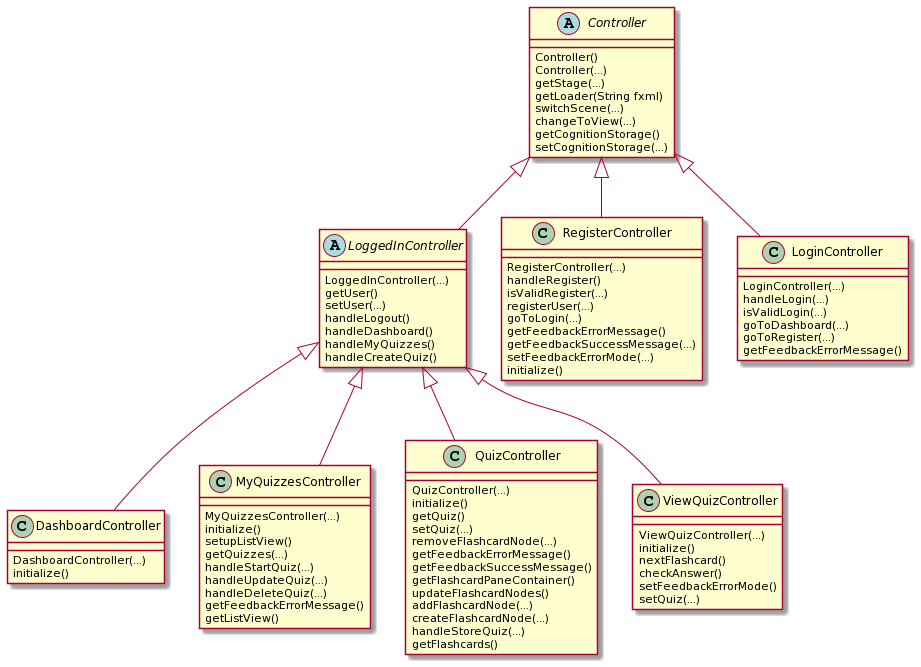 A Controller
Controller()
Controller(...)
getStage(...)
getLoader(String fxml)
switchScene(...)
changeToView(...)
getCognitionStorage()
setCognitionStorage(...)
A LoggedInController
LoggedInController(...)
getUser()
setUser(...)
handleLogout()
handleDashboard()
handleMyQuizzes()
handleCreateQuiz()
C RegisterController
RegisterController(...)
handleRegister()
isValidRegister(...)
registerUser(...)
goToLogin(...)
getFeedbackErrorMessage()
getFeedbackSuccessMessage(...)
setFeedbackErrorMode(...)
initialize()
C LoginController
LoginController(...)
handleLogin(...)
isValidLogin(...)
goToDashboard(...)
goToRegister(...)
getFeedbackErrorMessage()
C DashboardController
DashboardController(...)
initialize()
C MyQuizzesController
MyQuizzesController(...)
initialize()
setupListView()
getQuizzes(...)
handleStartQuiz(...)
handleUpdateQuiz(...)
handleDeleteQuiz(...)
getFeedbackErrorMessage()
getListView()
C QuizController
QuizController(...)
initialize()
getQuiz()
setQuiz(...)
removeFlashcardNode(...)
getFeedbackErrorMessage()
getFeedbackSuccessMessage()
getFlashcardPaneContainer()
updateFlashcardNodes()
addFlashcardNode(...)
createFlashcardNode(...)
handleStoreQuiz(...)
getFlashcards()
C ViewQuizController
ViewQuizController(...)
initialize()
nextFlashcard()
checkAnswer()
setFeedbackErrorMode()
setQuiz(...)